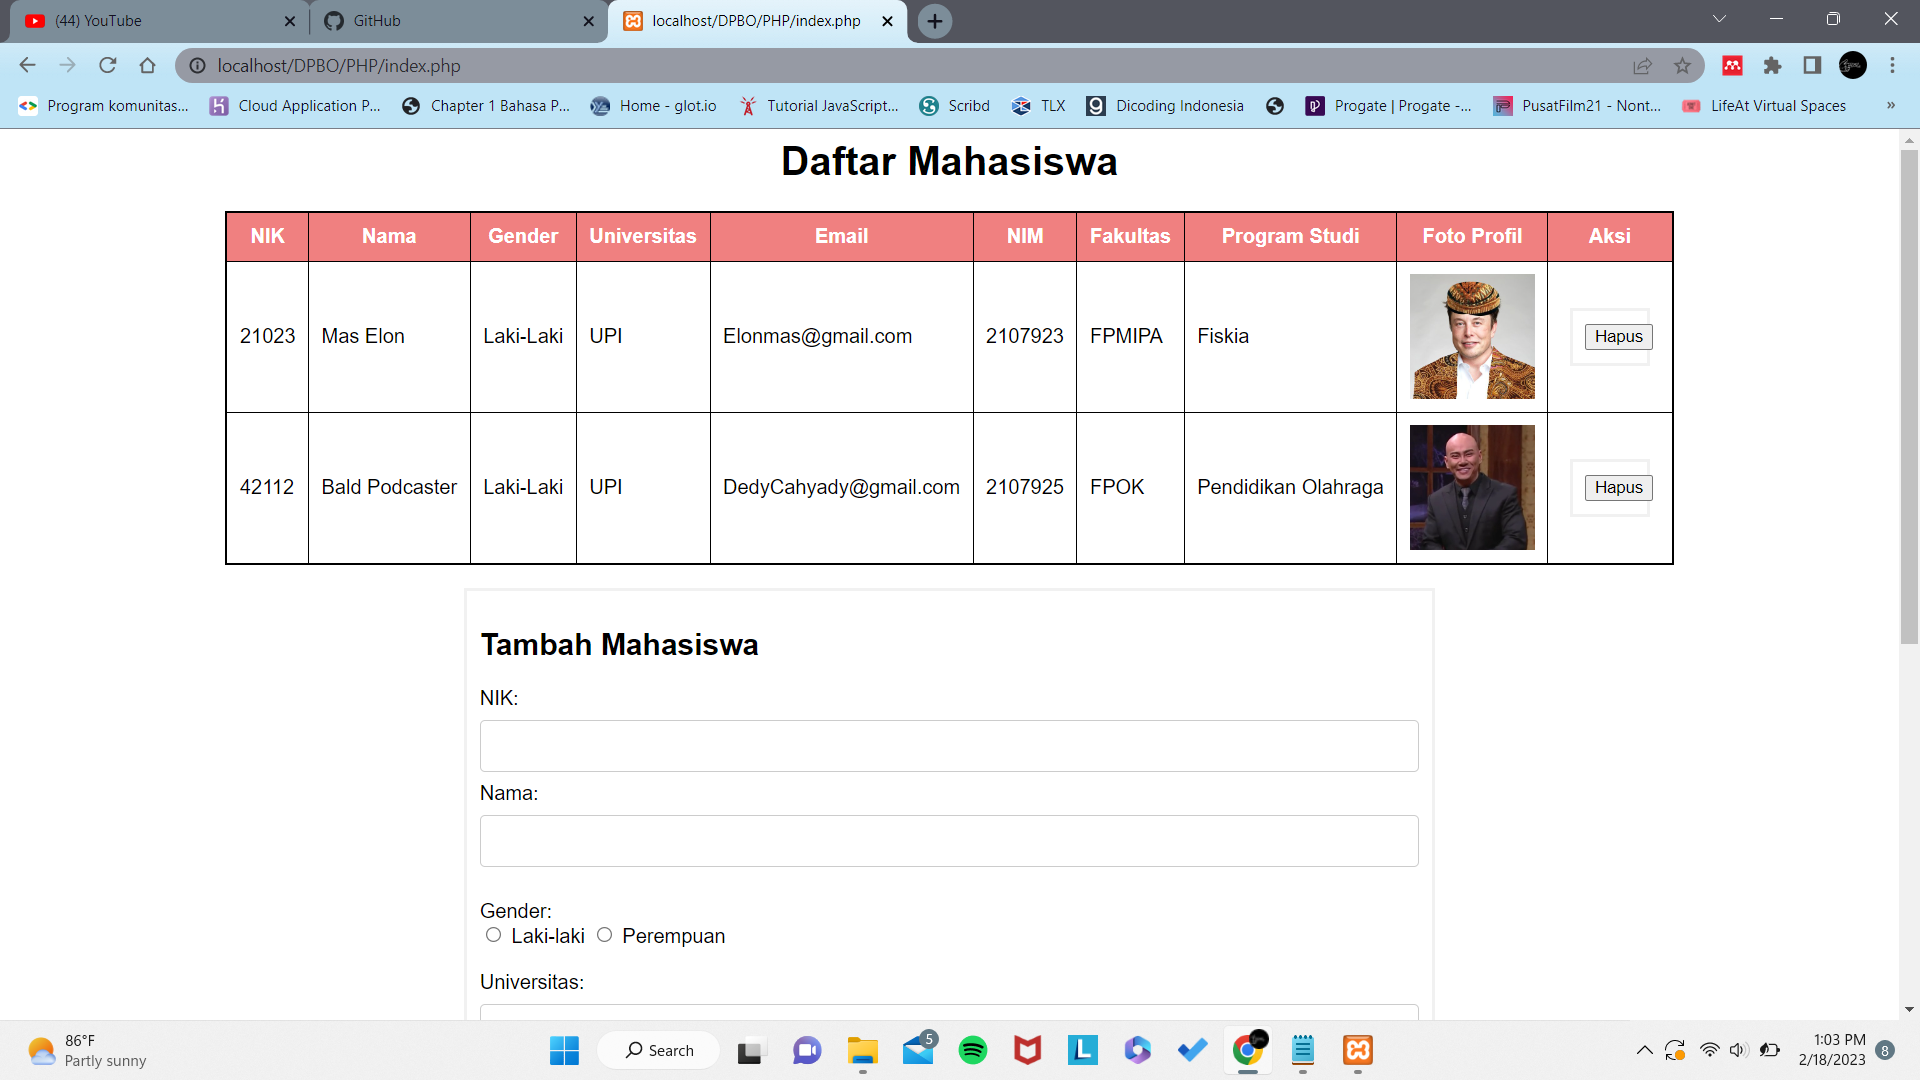 (44) YouTube
GitHub
localhost/DPBO/PHP/index.php
localhost/DPBO/PHP/index.php
Program komunitas...
Cloud Application P...
Chapter 1 Bahasa P...
Home - glot.io
Tutorial JavaScript...
Scribd
TLX
Dicoding Indonesia
Progate | Progate -...
PusatFilm21 - Nont...
LifeAt Virtual Spaces
»
Daftar Mahasiswa
NIK Nama Gender Universitas Email NIM Fakultas Program Studi Foto Profil Aksi
21023 Mas Elon Laki-Laki UPI Elonmas@gmail.com 2107923 FPMIPA Fiskia Hapus
42112 Bald Podcaster Laki-Laki UPI DedyCahyady@gmail.com 2107925 FPOK Pendidikan Olahraga Hapus
Tambah Mahasiswa
NIK:
Nama:
Gender:
Laki-laki Perempuan
Universitas:
86°F
Partly sunny
Search
5
1:03 PM
2/18/2023
8